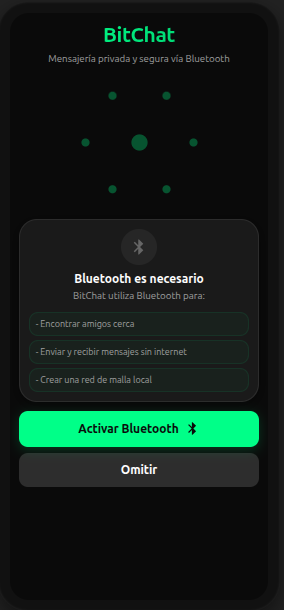 BitChat
Mensajería privada y segura vía Bluetooth
Bluetooth es necesario
BitChat utiliza Bluetooth para:
- Encontrar amigos cerca
- Enviar y recibir mensajes sin internet
- Crear una red de malla local
Activar Bluetooth
Omitir